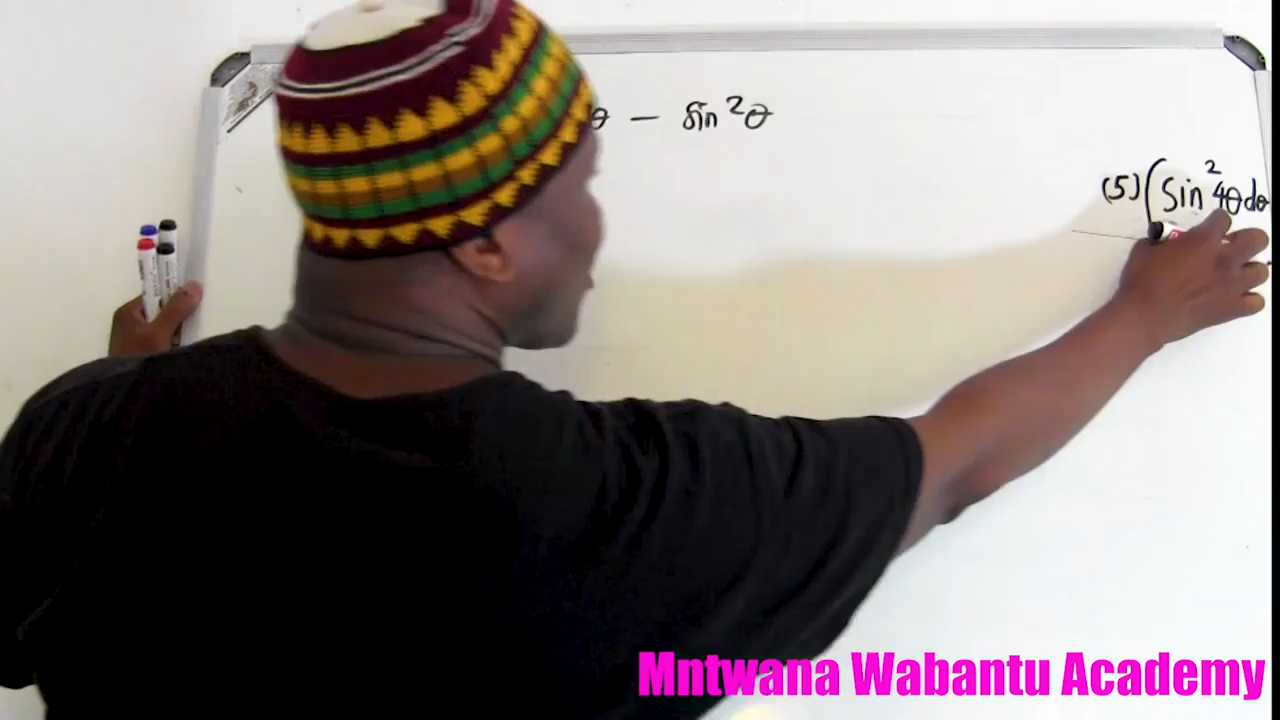 θ − sin²θ
(5) ∫ sin²4θdθ
Mntwana Wabantu Academy